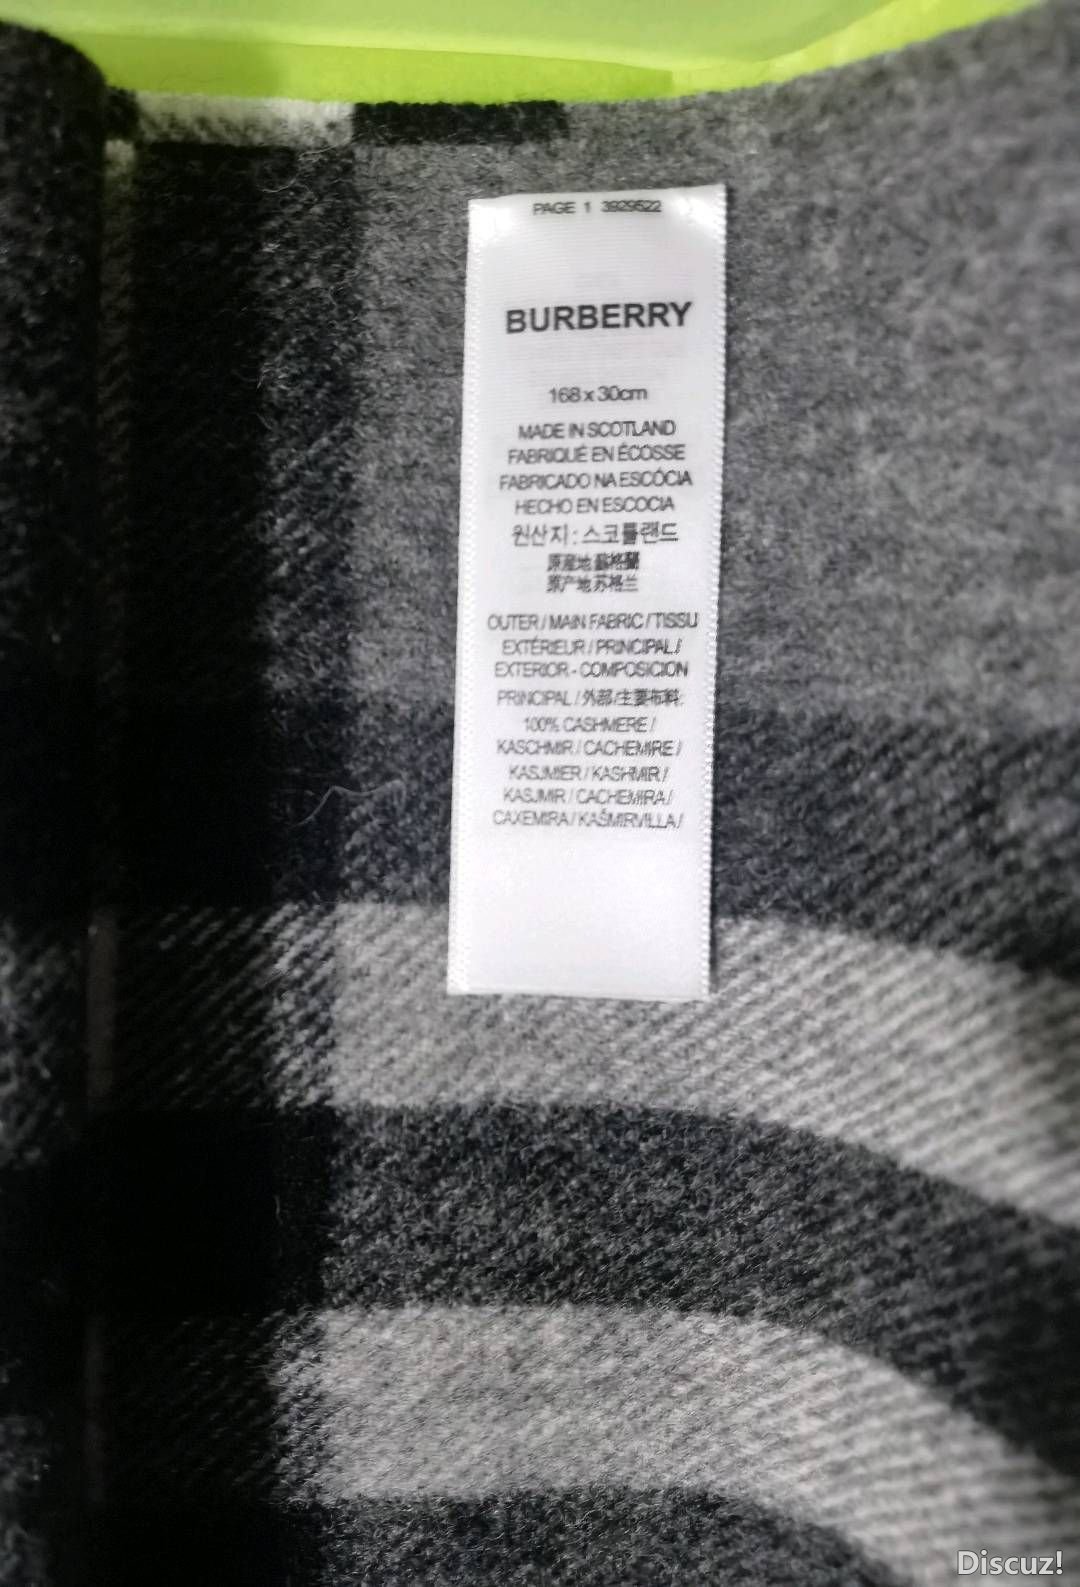 PAGE 1 3929522
BURBERRY
168 x 30cm
MADE IN SCOTLAND
FABRIQUÉ EN ÉCOSSE
FABRICADO NA ESCÓCIA
HECHO EN ESCOCIA
원산지 : 스코틀랜드
原產地 蘇格蘭
原产地 苏格兰
OUTER / MAIN FABRIC / TISSU
EXTÉRIEUR / PRINCIPAL /
EXTERIOR - COMPOSICION
PRINCIPAL / 外部/主要布料:
100% CASHMERE /
KASCHMIR / CACHEMIRE /
KASJMIER / KASHMIR /
KASJMIR / CACHEMIRA /
CAXEMIRA / KAŠMIRVILLA /
Discuz!